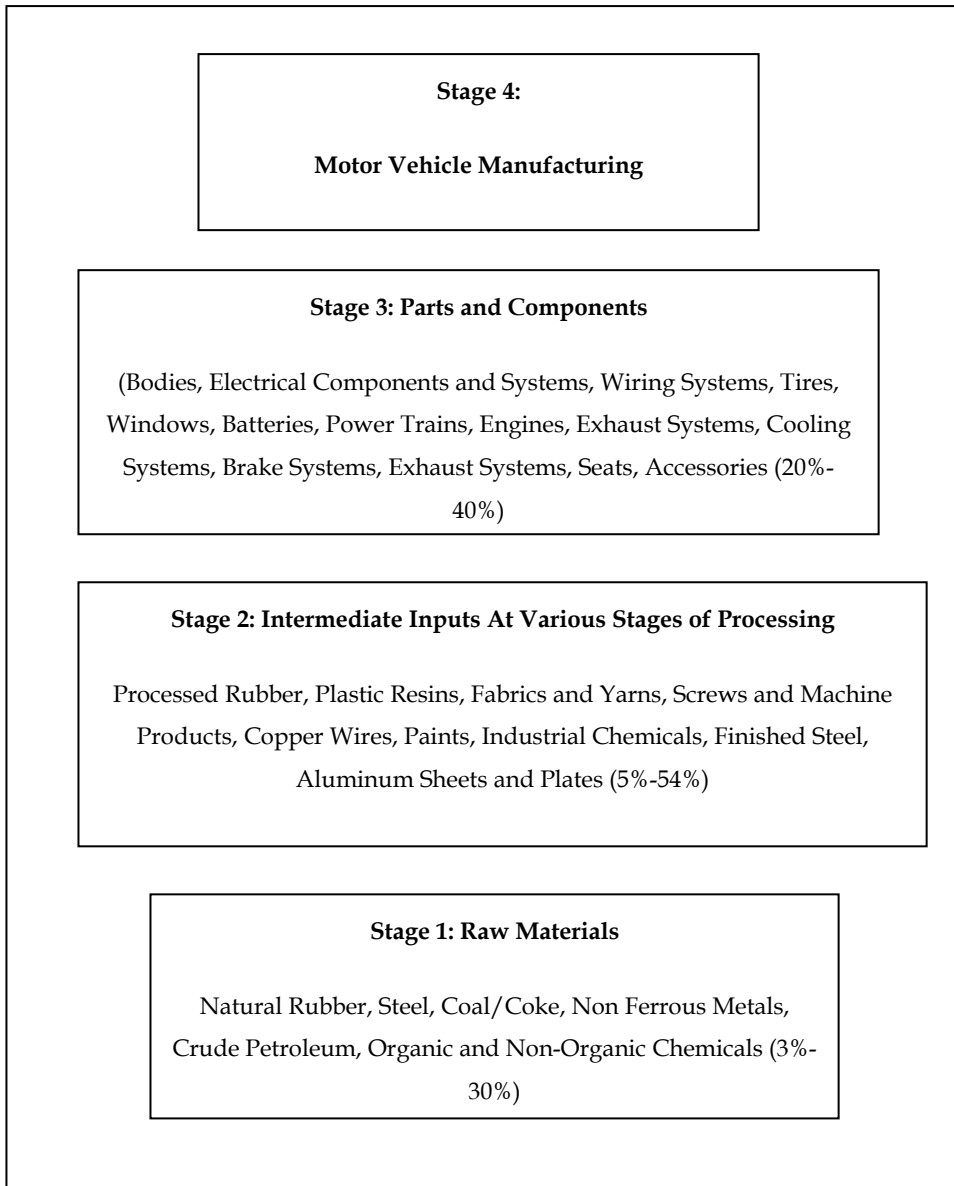 Stage 4:
Motor Vehicle Manufacturing
Stage 3: Parts and Components
(Bodies, Electrical Components and Systems, Wiring Systems, Tires,
Windows, Batteries, Power Trains, Engines, Exhaust Systems, Cooling
Systems, Brake Systems, Exhaust Systems, Seats, Accessories (20%-
40%)
Stage 2: Intermediate Inputs At Various Stages of Processing
Processed Rubber, Plastic Resins, Fabrics and Yarns, Screws and Machine
Products, Copper Wires, Paints, Industrial Chemicals, Finished Steel,
Aluminum Sheets and Plates (5%-54%)
Stage 1: Raw Materials
Natural Rubber, Steel, Coal/Coke, Non Ferrous Metals,
Crude Petroleum, Organic and Non-Organic Chemicals (3%-
30%)